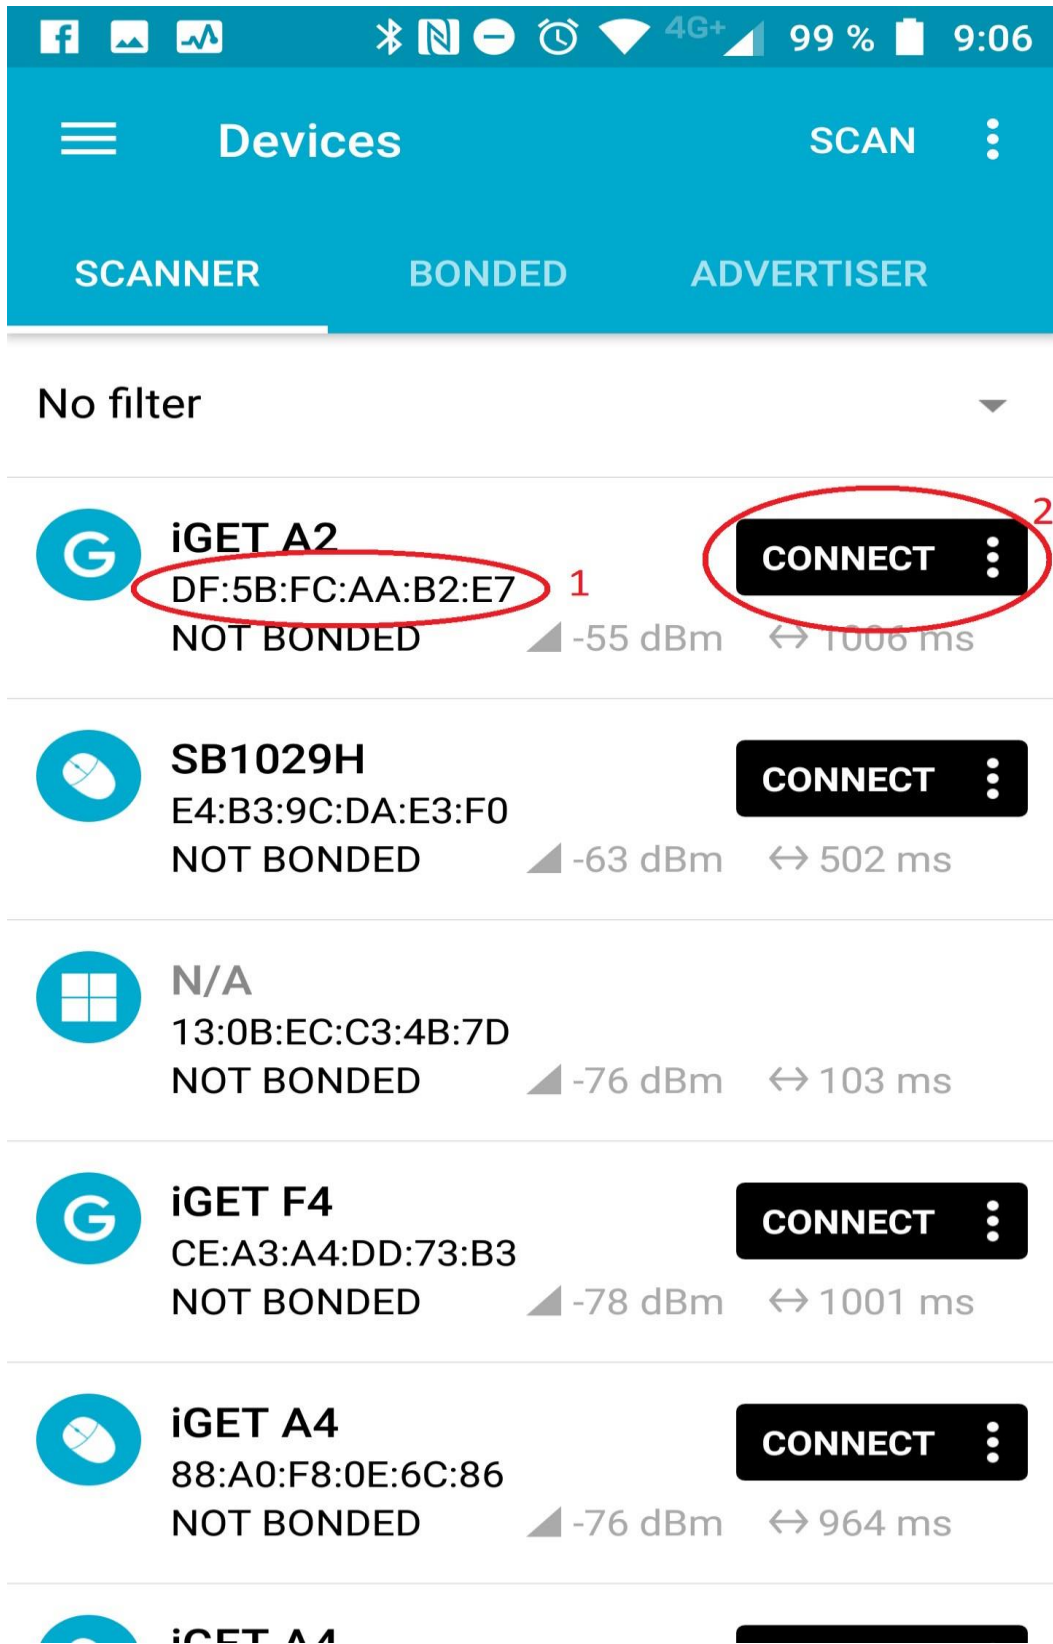 4G+ 99 % 9:06
Devices SCAN
SCANNER BONDED ADVERTISER
No filter
iGET A2 CONNECT 2
DF:5B:FC:AA:B2:E7 1
NOT BONDED -55 dBm 1006 ms
SB1029H CONNECT
E4:B3:9C:DA:E3:F0
NOT BONDED -63 dBm 502 ms
N/A
13:0B:EC:C3:4B:7D
NOT BONDED -76 dBm 103 ms
iGET F4 CONNECT
CE:A3:A4:DD:73:B3
NOT BONDED -78 dBm 1001 ms
iGET A4 CONNECT
88:A0:F8:0E:6C:86
NOT BONDED -76 dBm 964 ms
iGET A4